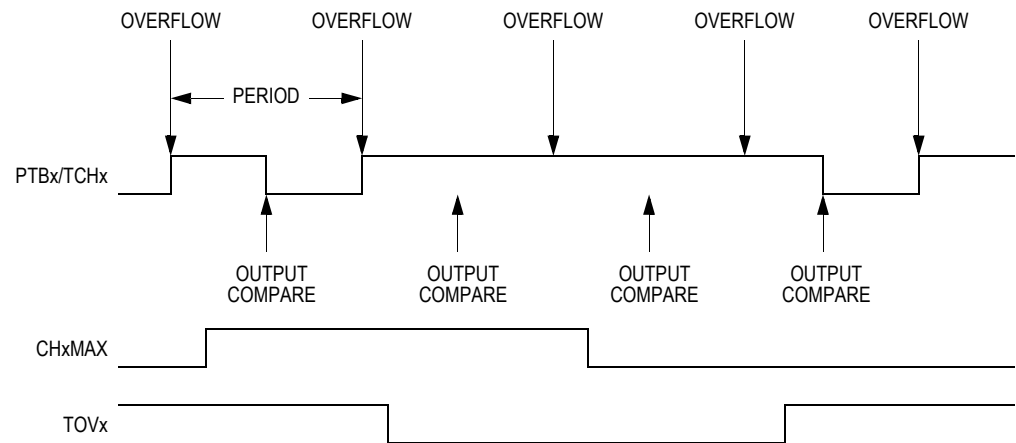 OVERFLOW OVERFLOW OVERFLOW OVERFLOW OVERFLOW
PERIOD
PTBx/TCHx
OUTPUT COMPARE
OUTPUT COMPARE
OUTPUT COMPARE
OUTPUT COMPARE
CHxMAX
TOVx